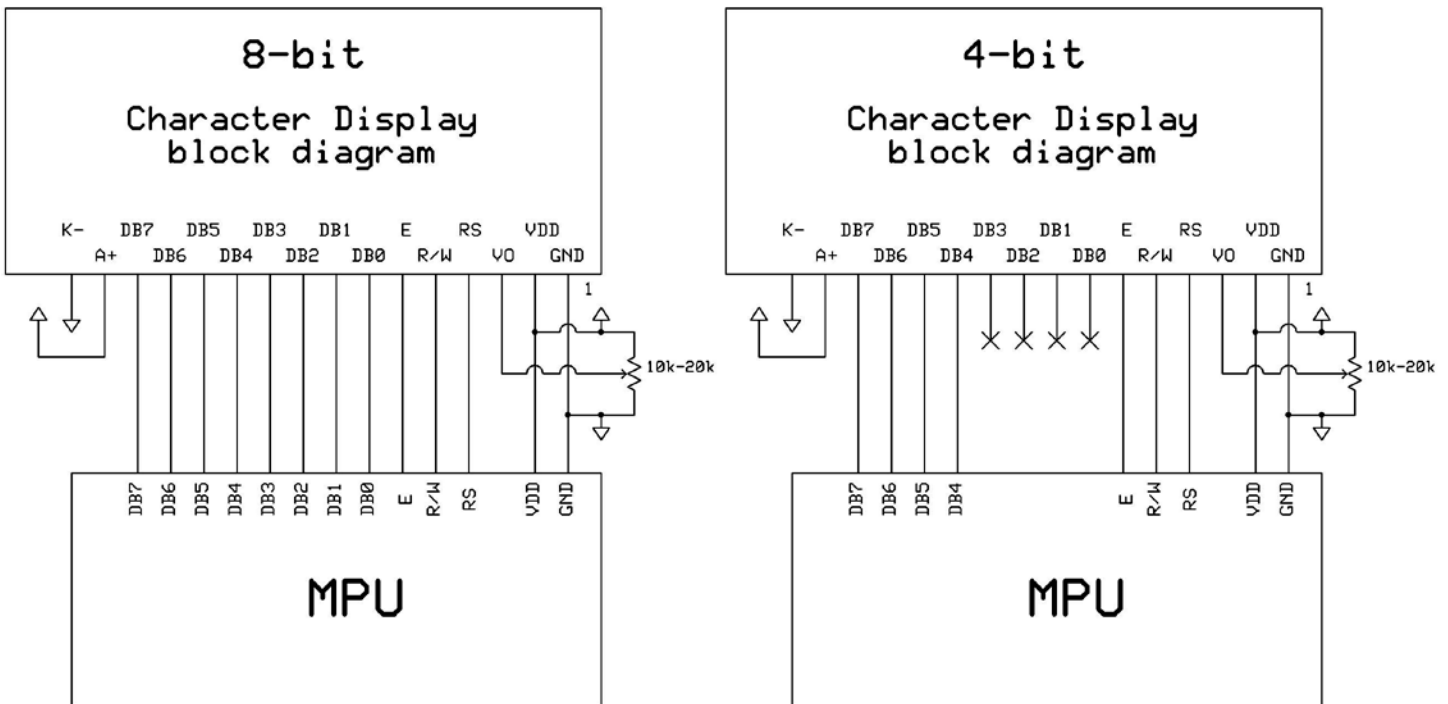 8-bit
Character Display
block diagram
K- DB7 DB5 DB3 DB1 E RS VDD
A+ DB6 DB4 DB2 DB0 R/W VO GND
1
10k-20k
DB7 DB6 DB5 DB4 DB3 DB2 DB1 DB0 E R/W RS VDD GND
MPU
4-bit
Character Display
block diagram
K- DB7 DB5 DB3 DB1 E RS VDD
A+ DB6 DB4 DB2 DB0 R/W VO GND
1
10k-20k
DB7 DB6 DB5 DB4 E R/W RS VDD GND
MPU